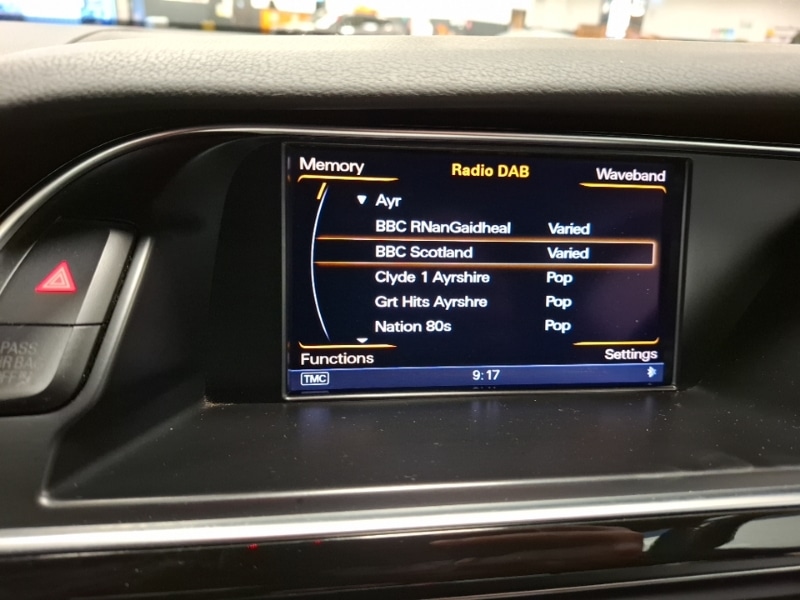 Memory
Radio DAB
Waveband
Ayr
BBC RNanGaidheal Varied
BBC Scotland Varied
Clyde 1 Ayrshire Pop
Grt Hits Ayrshre Pop
Nation 80s Pop
Functions
Settings
TMC
9:17
PASS